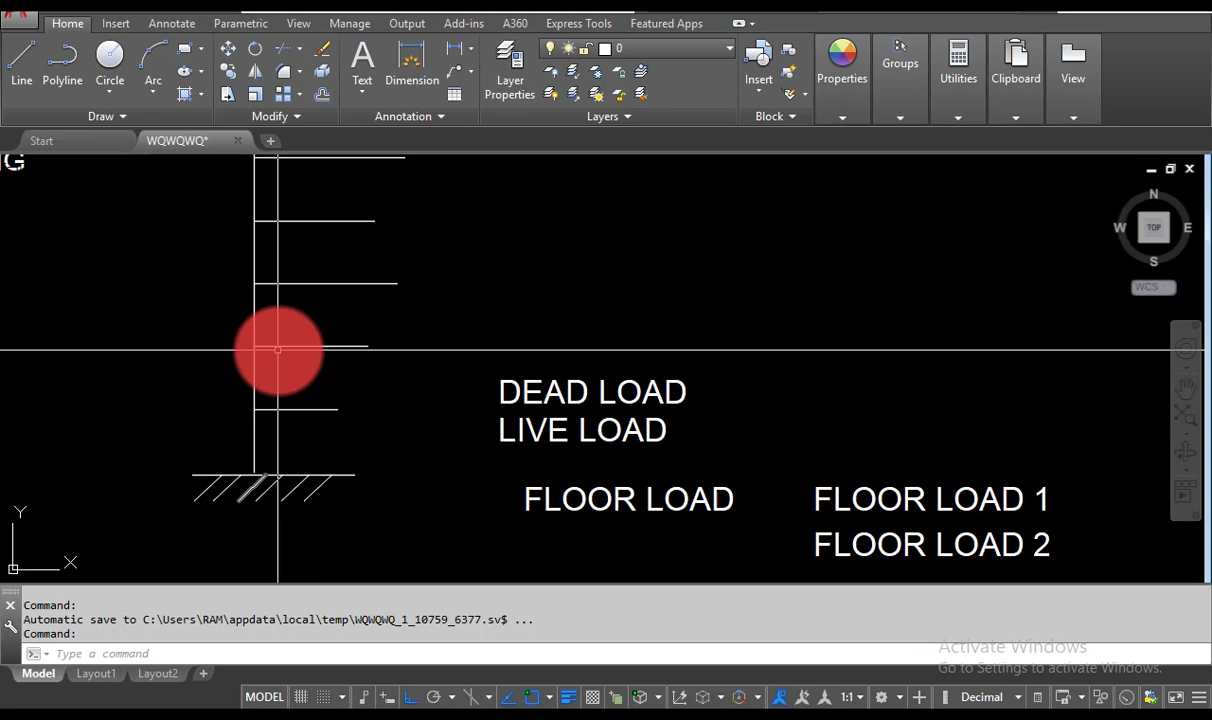 Home Insert Annotate Parametric View Manage Output Add-ins A360 Express Tools Featured Apps
0
Line Polyline Circle Arc Text Dimension Layer Properties Insert Properties Groups Utilities Clipboard View
Draw Modify Annotation Layers Block
Start WQWQWQ*
G
N
W TOP E
S
WCS
DEAD LOAD
LIVE LOAD
FLOOR LOAD FLOOR LOAD 1
FLOOR LOAD 2
Y
X
Command:
Automatic save to C:\Users\RAM\appdata\local\temp\WQWQWQ_1_10759_6377.sv$ ...
Command:
Type a command
Activate Windows
Go to Settings to activate Windows.
Model Layout1 Layout2
MODEL 1:1 Decimal